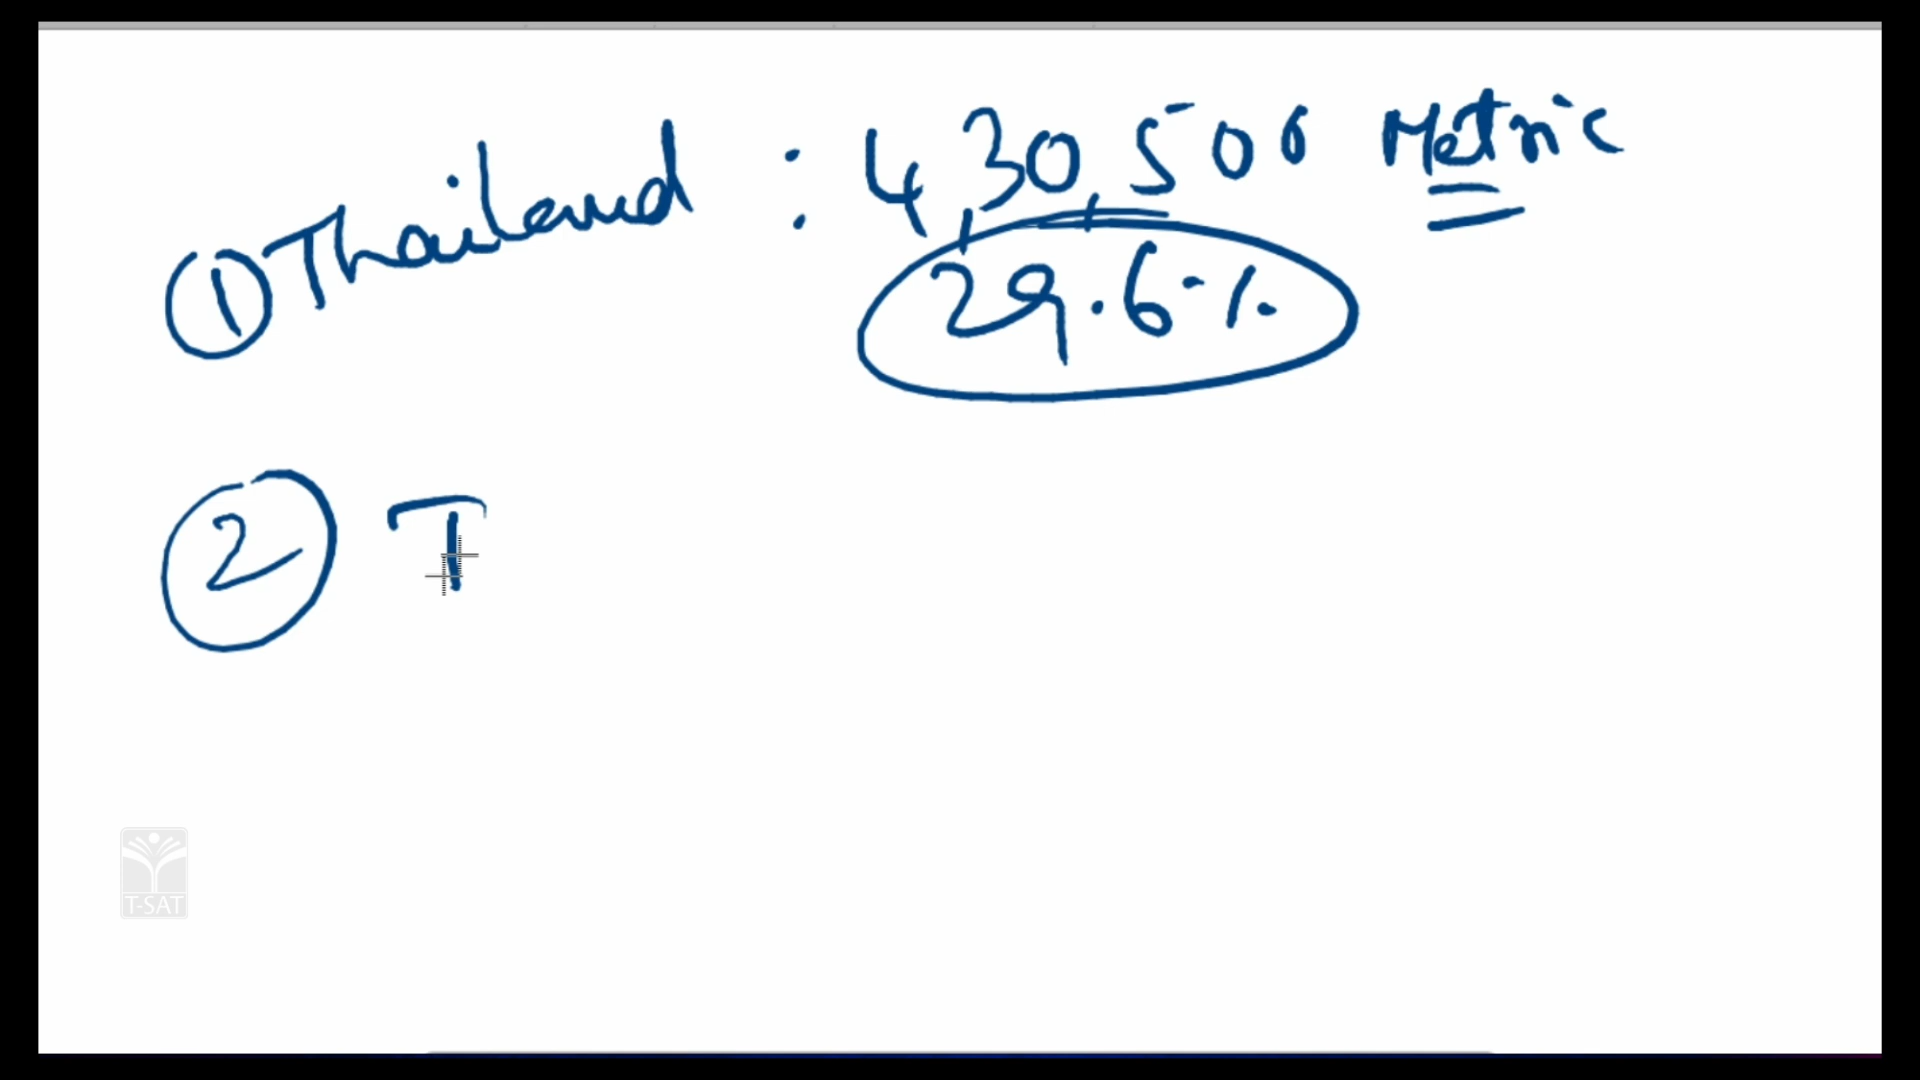 ① Thailand : 4,30,500 Metric
29.6%
② T
T-SAT